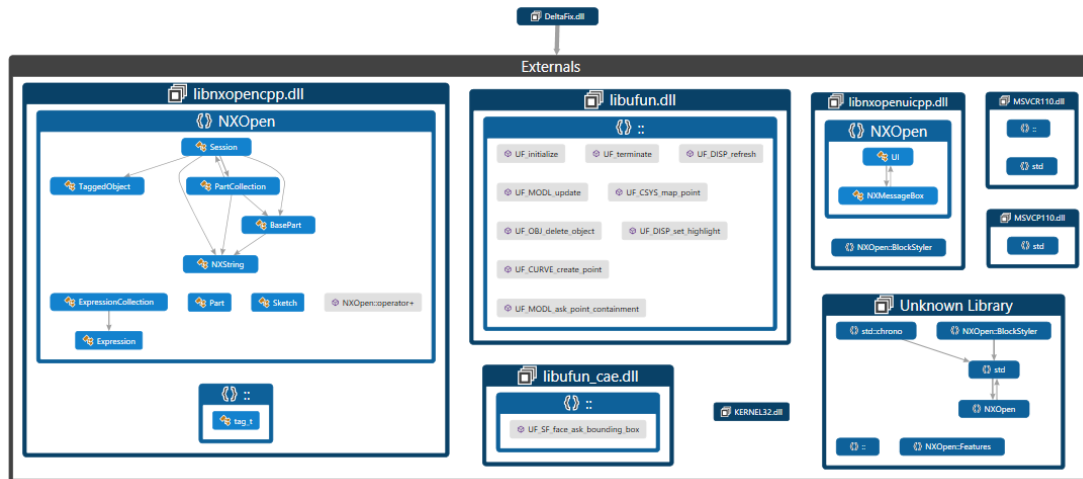 DeltaFix.dll
Externals
libnxopencpp.dll
{} NXOpen
Session
TaggedObject
PartCollection
BasePart
NXString
ExpressionCollection
Part
Sketch
NXOpen::operator+
Expression
{} ::
tag_t
libufun.dll
{} ::
UF_initialize
UF_terminate
UF_DISP_refresh
UF_MODL_update
UF_CSYS_map_point
UF_OBJ_delete_object
UF_DISP_set_highlight
UF_CURVE_create_point
UF_MODL_ask_point_containment
libufun_cae.dll
{} ::
UF_SF_face_ask_bounding_box
libnxopenuicpp.dll
{} NXOpen
UI
NXMessageBox
{} NXOpen::BlockStyler
MSVCR110.dll
{} ::
{} std
MSVCP110.dll
{} std
KERNEL32.dll
Unknown Library
{} std::chrono
{} NXOpen::BlockStyler
{} std
{} NXOpen
{} ::
{} NXOpen::Features